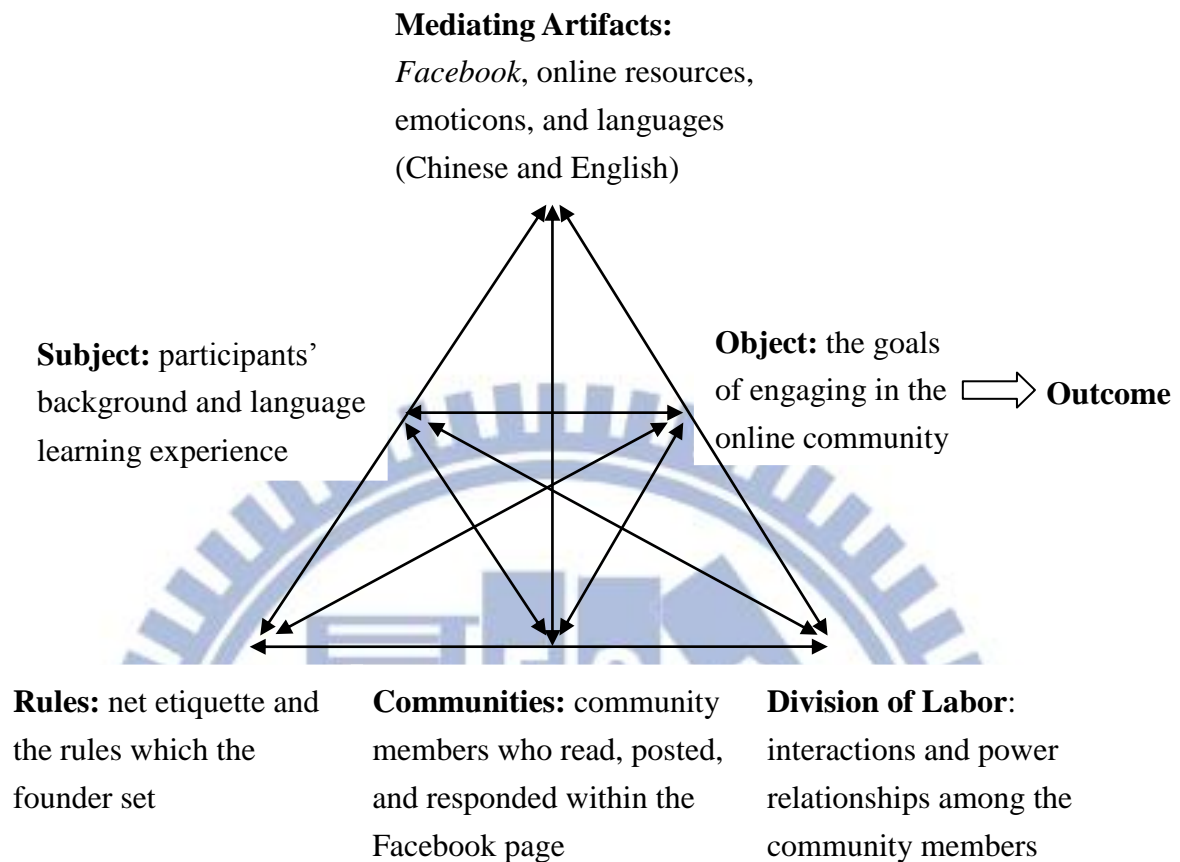 Mediating Artifacts:
Facebook, online resources,
emoticons, and languages
(Chinese and English)
Subject: participants’
background and language
learning experience
Object: the goals
of engaging in the
online community
Outcome
Rules: net etiquette and
the rules which the
founder set
Communities: community
members who read, posted,
and responded within the
Facebook page
Division of Labor:
interactions and power
relationships among the
community members